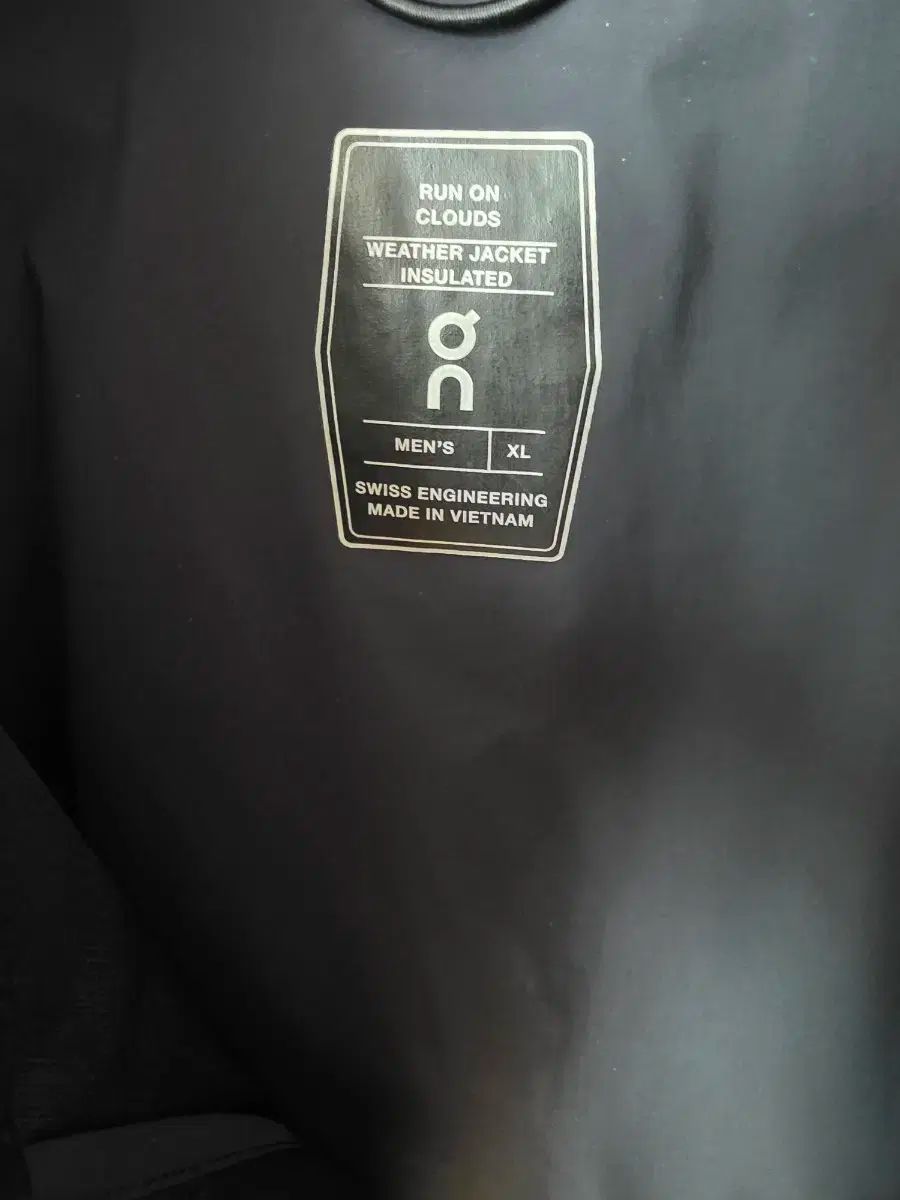 RUN ON
CLOUDS
WEATHER JACKET
INSULATED
on
MEN'S XL
SWISS ENGINEERING
MADE IN VIETNAM